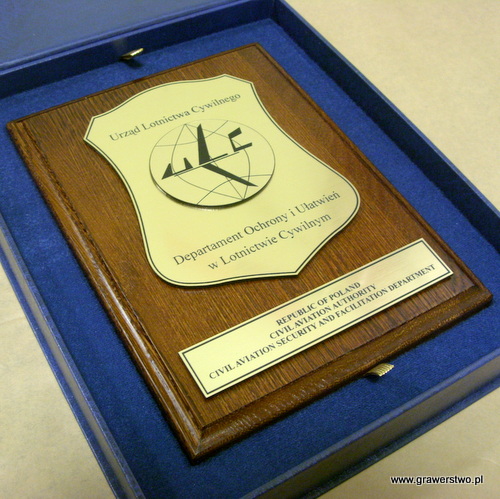 Urząd Lotnictwa Cywilnego
Departament Ochrony i Ułatwień
w Lotnictwie Cywilnym
REPUBLIC OF POLAND
CIVIL AVIATION AUTHORITY
CIVIL AVIATION SECURITY AND FACILITATION DEPARTMENT
www.grawerstwo.pl